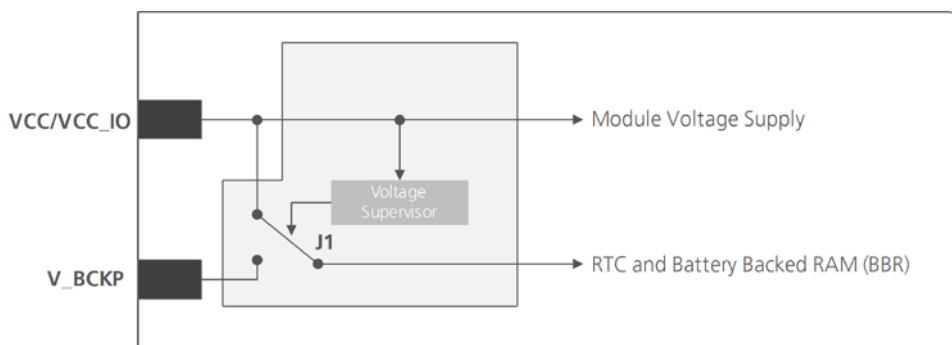 VCC/VCC_IO
Module Voltage Supply
Voltage
Supervisor
J1
V_BCKP
RTC and Battery Backed RAM (BBR)